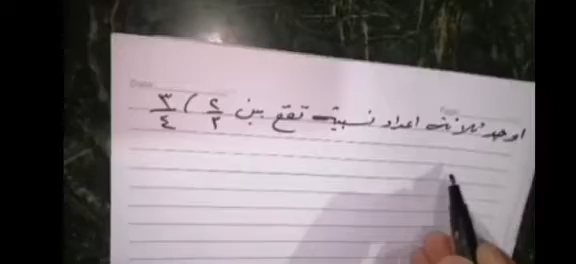 اوجد ثلاثة اعداد نسبية تقع بين ٢/٣ ، ٣/٤